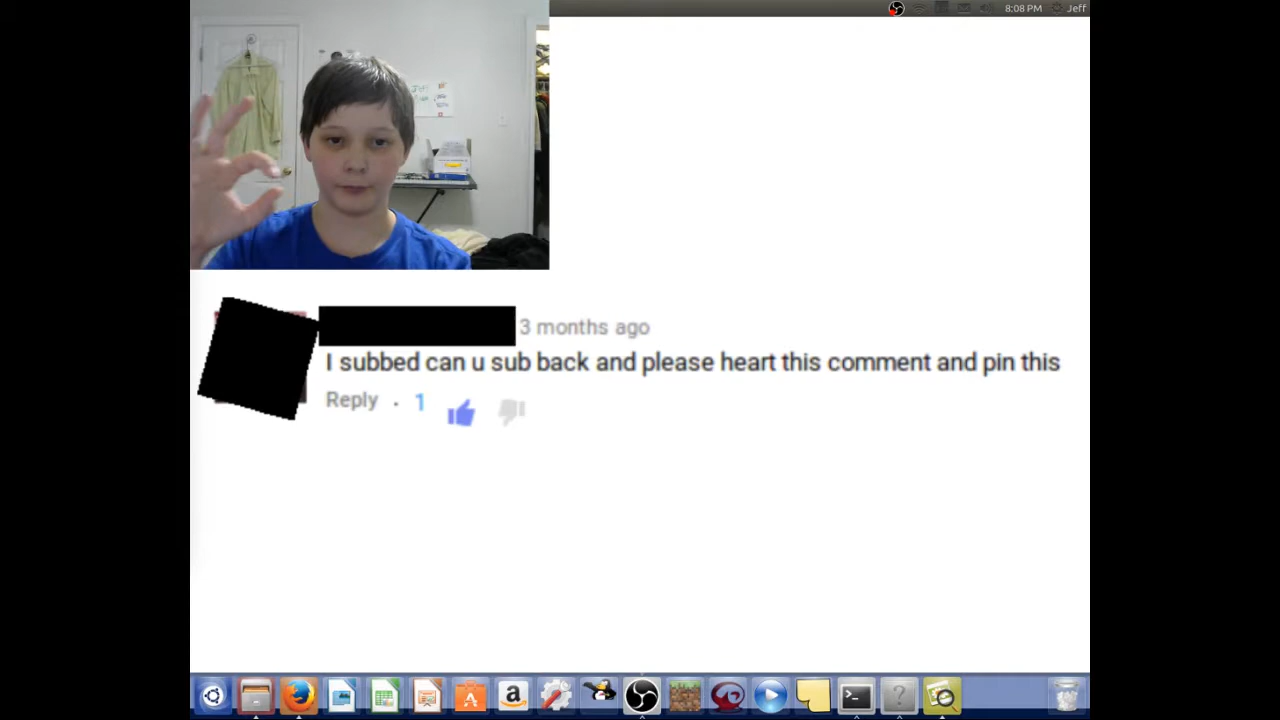 8:08 PM Jeff
3 months ago
I subbed can u sub back and please heart this comment and pin this
Reply . 1